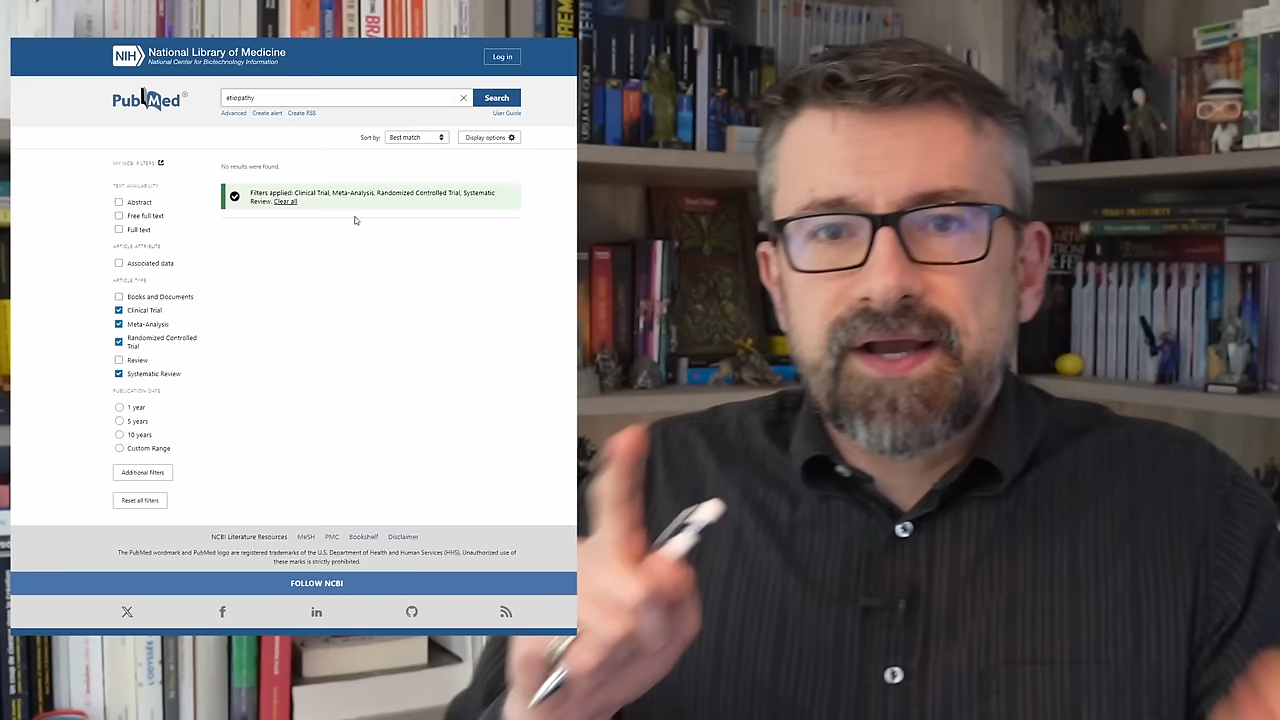 NIH National Library of Medicine
National Center for Biotechnology Information
Log in
PubMed®
etiopathy
Search
Advanced Create alert Create RSS
User Guide
Sort by: Best match
Display options
MY NCBI FILTERS
No results were found.
TEXT AVAILABILITY
Filters applied: Clinical Trial, Meta-Analysis, Randomized Controlled Trial, Systematic
Review. Clear all
Abstract
Free full text
Full text
ARTICLE ATTRIBUTE
Associated data
ARTICLE TYPE
Books and Documents
Clinical Trial
Meta-Analysis
Randomized Controlled
Trial
Review
Systematic Review
PUBLICATION DATE
1 year
5 years
10 years
Custom Range
Additional filters
Reset all filters
NCBI Literature Resources MeSH PMC Bookshelf Disclaimer
The PubMed wordmark and PubMed logo are registered trademarks of the U.S. Department of Health and Human Services (HHS). Unauthorized use of
these marks is strictly prohibited.
FOLLOW NCBI
TERRY PRATCHETT